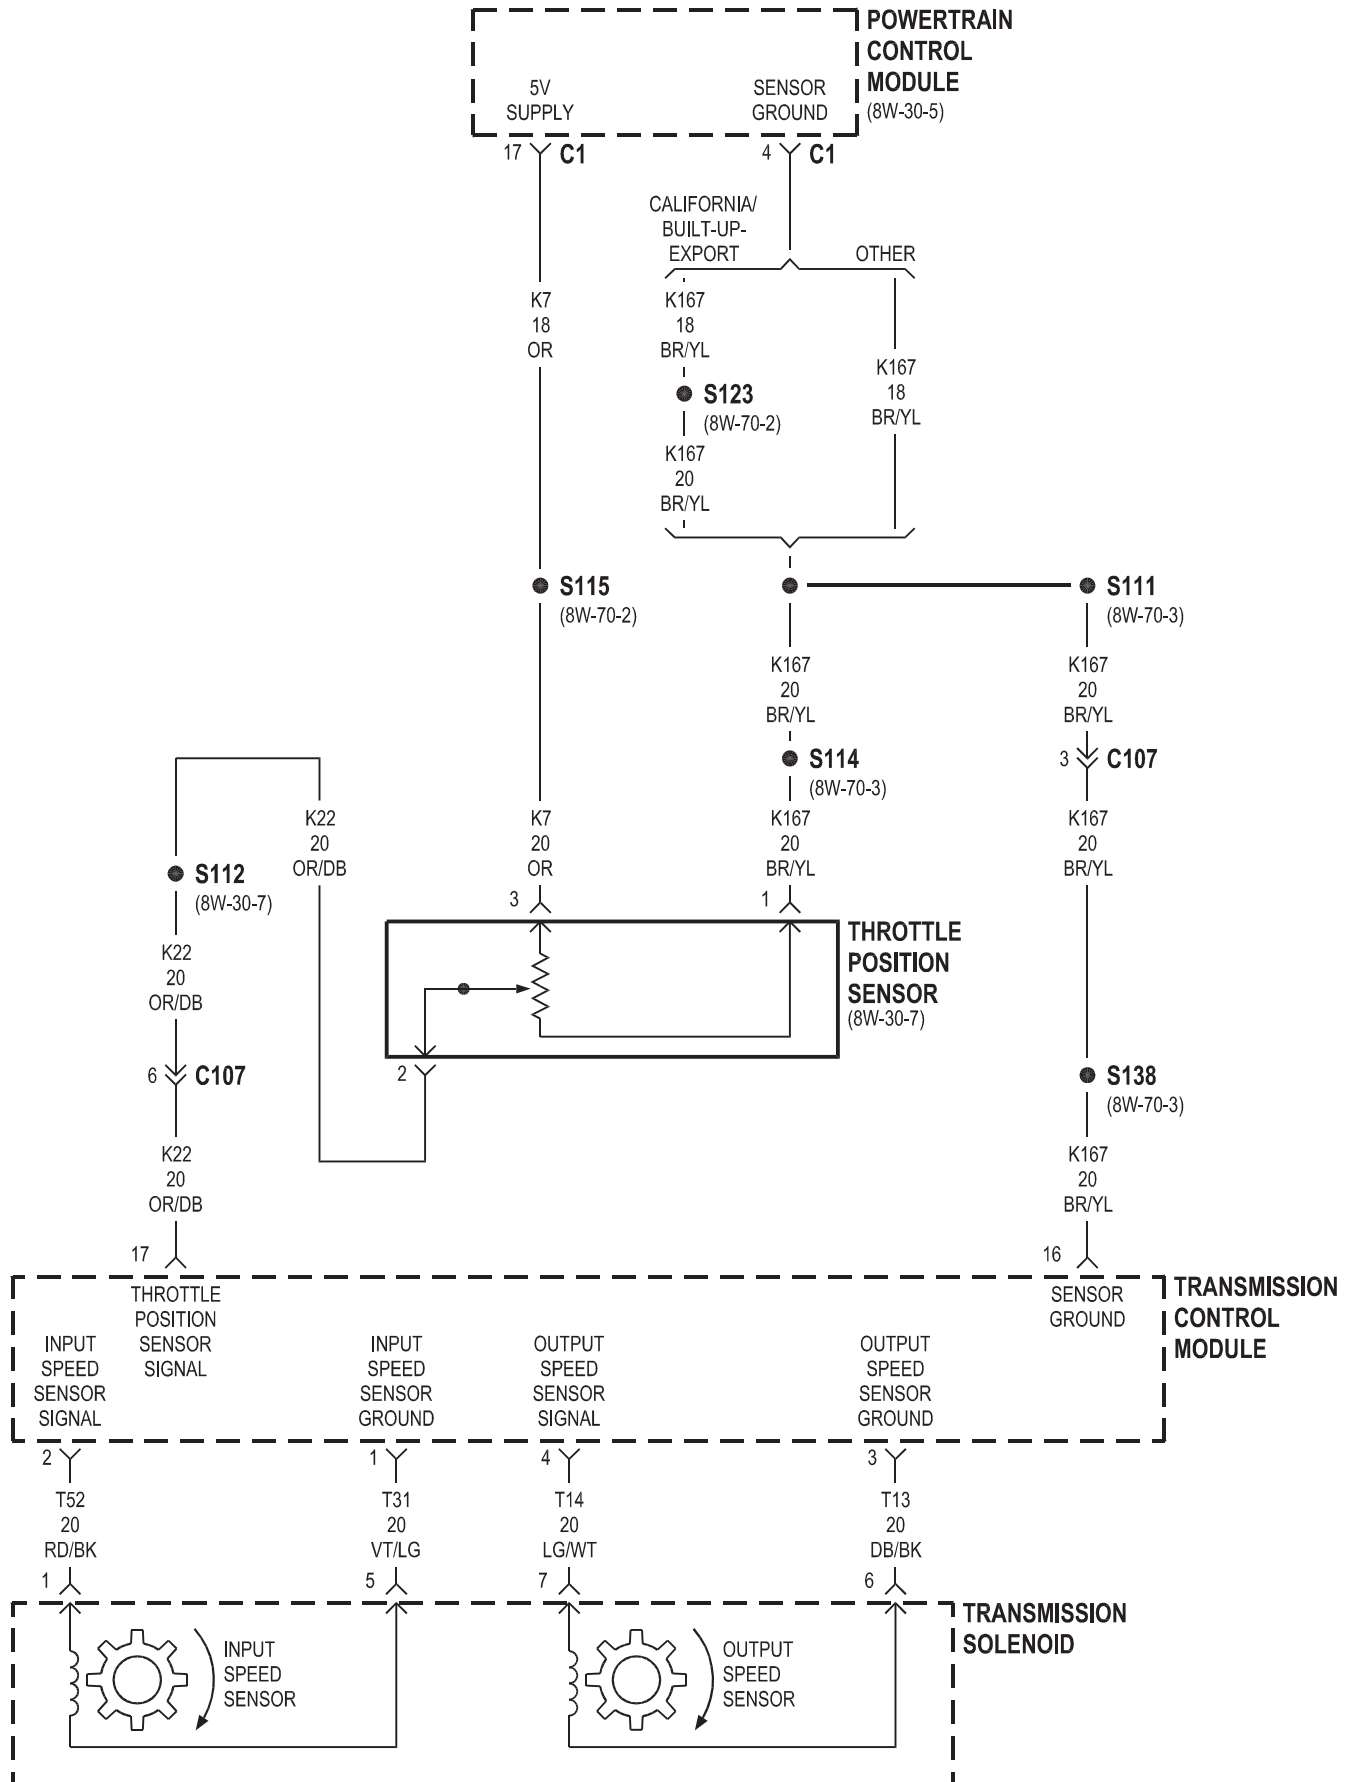 POWERTRAIN
CONTROL
MODULE
(8W-30-5)
5V
SUPPLY
SENSOR
GROUND
17
C1
4
C1
CALIFORNIA/
BUILT-UP-
EXPORT
OTHER
K7
18
OR
K167
18
BR/YL
K167
18
BR/YL
S123
(8W-70-2)
K167
20
BR/YL
S115
(8W-70-2)
S111
(8W-70-3)
K167
20
BR/YL
K167
20
BR/YL
S114
(8W-70-3)
3
C107
K22
20
OR/DB
K7
20
OR
K167
20
BR/YL
K167
20
BR/YL
S112
(8W-30-7)
3
1
THROTTLE
POSITION
SENSOR
(8W-30-7)
K22
20
OR/DB
6
C107
2
S138
(8W-70-3)
K22
20
OR/DB
K167
20
BR/YL
17
16
TRANSMISSION
CONTROL
MODULE
THROTTLE
POSITION
SENSOR
SIGNAL
SENSOR
GROUND
INPUT
SPEED
SENSOR
SIGNAL
INPUT
SPEED
SENSOR
GROUND
OUTPUT
SPEED
SENSOR
SIGNAL
OUTPUT
SPEED
SENSOR
GROUND
2
1
4
3
T52
20
RD/BK
T31
20
VT/LG
T14
20
LG/WT
T13
20
DB/BK
1
5
7
6
TRANSMISSION
SOLENOID
INPUT
SPEED
SENSOR
OUTPUT
SPEED
SENSOR